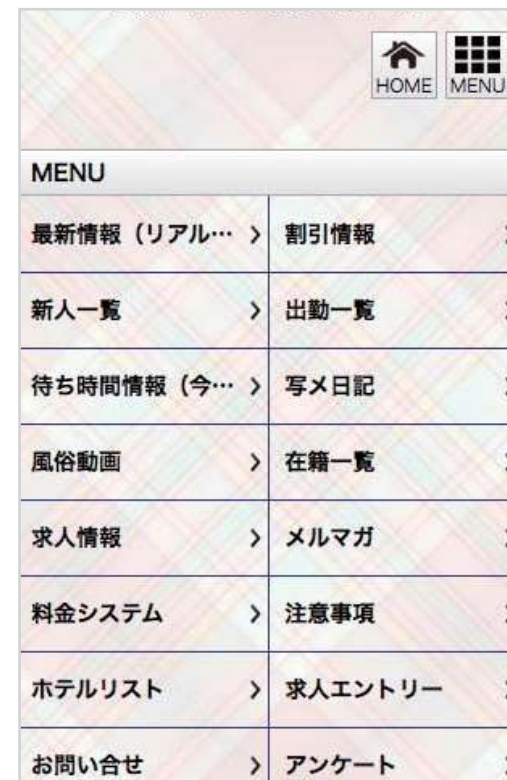 HOME MENU
MENU
最新情報（リアル… 割引情報
新人一覧 出勤一覧
待ち時間情報（今… 写メ日記
風俗動画 在籍一覧
求人情報 メルマガ
料金システム 注意事項
ホテルリスト 求人エントリー
お問い合せ アンケート